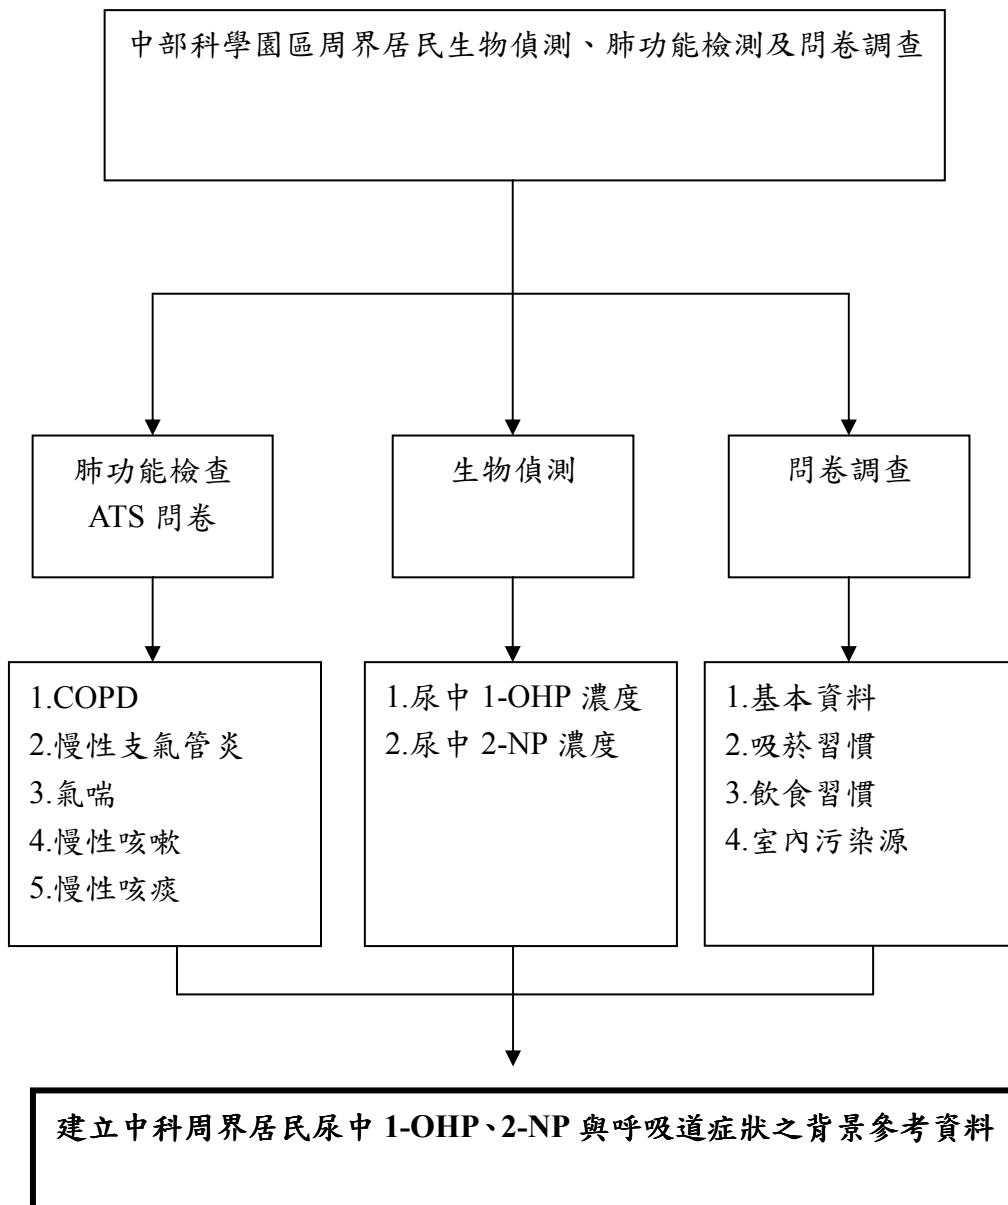 中部科學園區周界居民生物偵測、肺功能檢測及問卷調查
肺功能檢查
ATS 問卷
生物偵測
問卷調查
1.COPD
2.慢性支氣管炎
3.氣喘
4.慢性咳嗽
5.慢性咳痰
1.尿中 1-OHP 濃度
2.尿中 2-NP 濃度
1.基本資料
2.吸菸習慣
3.飲食習慣
4.室內污染源
建立中科周界居民尿中 1-OHP、2-NP 與呼吸道症狀之背景參考資料